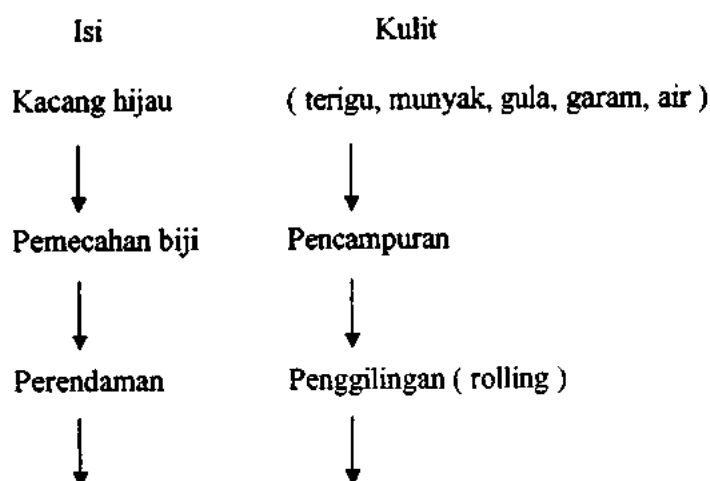 Isi Kulit
Kacang hijau ( terigu, munyak, gula, garam, air )
Pemecahan biji Pencampuran
Perendaman Penggilingan ( rolling )